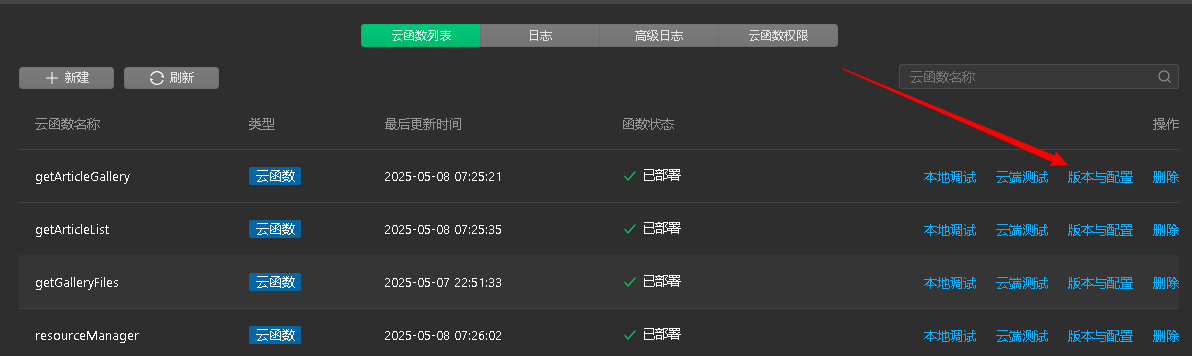 云函数列表 日志 高级日志 云函数权限
新建 刷新 云函数名称
云函数名称 类型 最后更新时间 函数状态 操作
getArticleGallery 云函数 2025-05-08 07:25:21 已部署 本地调试 云端测试 版本与配置 删除
getArticleList 云函数 2025-05-08 07:25:35 已部署 本地调试 云端测试 版本与配置 删除
getGalleryFiles 云函数 2025-05-07 22:51:33 已部署 本地调试 云端测试 版本与配置 删除
resourceManager 云函数 2025-05-08 07:26:02 已部署 本地调试 云端测试 版本与配置 删除